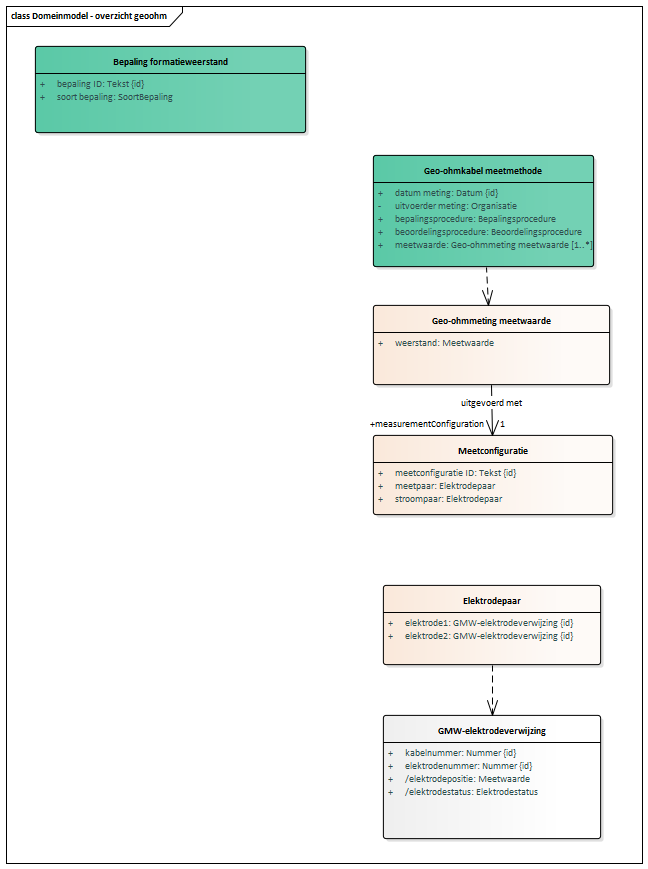 class Domeinmodel - overzicht geoohm
Bepaling formatieweerstand
+ bepaling ID: Tekst {id}
+ soort bepaling: SoortBepaling
Geo-ohmkabel meetmethode
+ datum meting: Datum {id}
- uitvoerder meting: Organisatie
+ bepalingsprocedure: Bepalingsprocedure
+ beoordelingsprocedure: Beoordelingsprocedure
+ meetwaarde: Geo-ohmmeting meetwaarde [1..*]
Geo-ohmmeting meetwaarde
+ weerstand: Meetwaarde
uitgevoerd met
+measurementConfiguration 1
Meetconfiguratie
+ meetconfiguratie ID: Tekst {id}
+ meetpaar: Elektrodepaar
+ stroompaar: Elektrodepaar
Elektrodepaar
+ elektrode1: GMW-elektrodeverwijzing {id}
+ elektrode2: GMW-elektrodeverwijzing {id}
GMW-elektrodeverwijzing
+ kabelnummer: Nummer {id}
+ elektrodenummer: Nummer {id}
+ /elektrodepositie: Meetwaarde
+ /elektrodestatus: Elektrodestatus